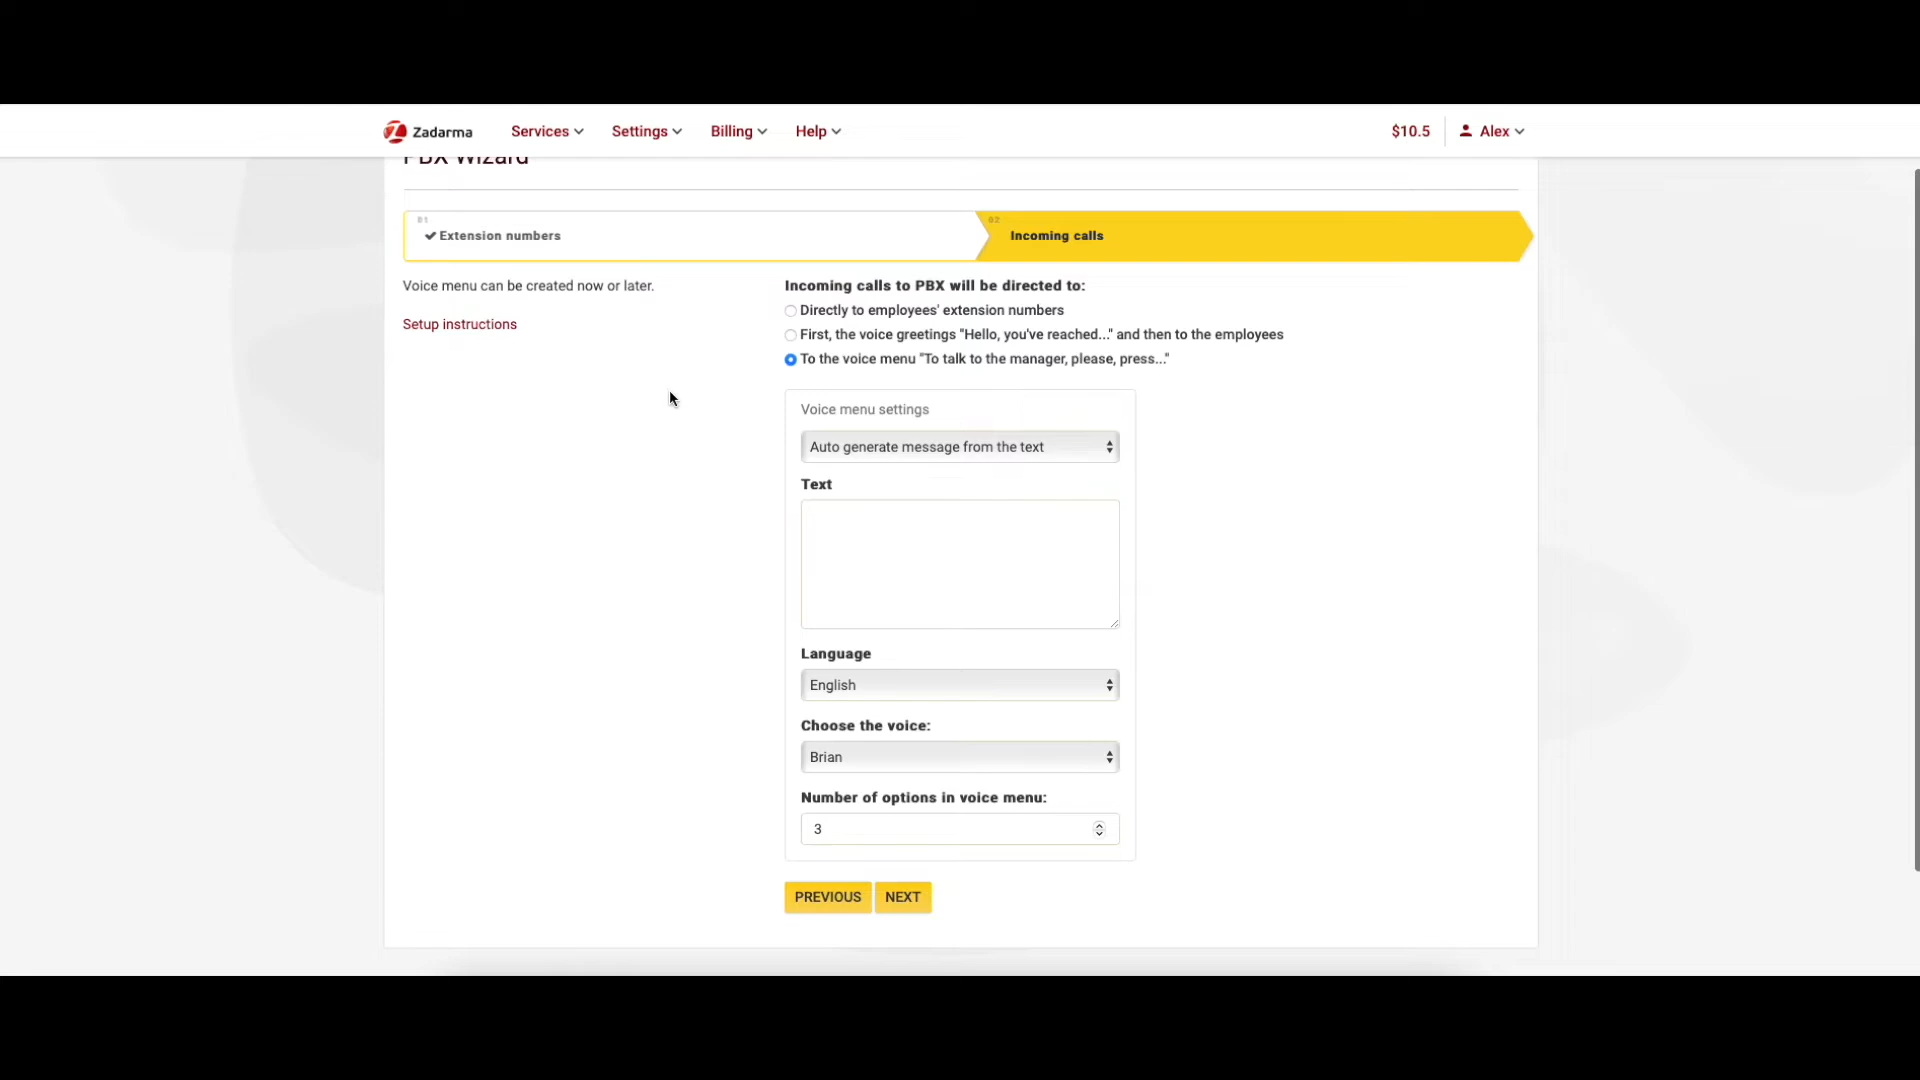 Zadarma
Services
Settings
Billing
Help
$10.5
Alex
PBX Wizard
01
Extension numbers
02
Incoming calls
Voice menu can be created now or later.
Setup instructions
Incoming calls to PBX will be directed to:
Directly to employees' extension numbers
First, the voice greetings "Hello, you've reached..." and then to the employees
To the voice menu "To talk to the manager, please, press..."
Voice menu settings
Auto generate message from the text
Text
Language
English
Choose the voice:
Brian
Number of options in voice menu:
3
PREVIOUS
NEXT